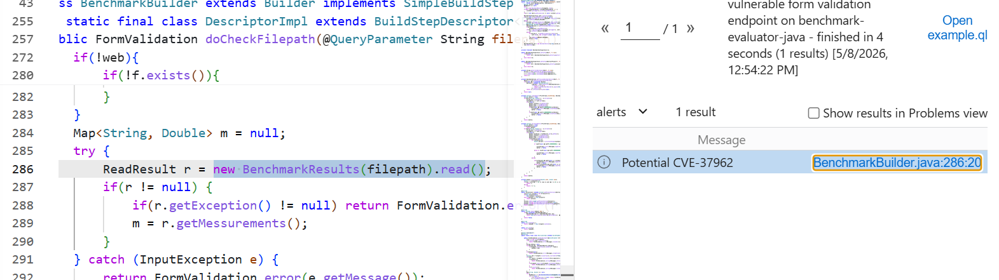 43 ss BenchmarkBuilder extends Builder implements SimpleBuildStep
255 static final class DescriptorImpl extends BuildStepDescriptor
257 blic FormValidation doCheckFilepath(@QueryParameter String file
272 if(!web){
280 if(!f.exists()){
282 }
283 }
284 Map<String, Double> m = null;
285 try {
286 ReadResult r = new BenchmarkResults(filepath).read();
287 if(r != null) {
288 if(r.getException() != null) return FormValidation.e
289 m = r.getMessurements();
290 }
291 } catch (InputException e) {
292 return FormValidation.error(e.getMessage());
« 1 / 1 »
vulnerable form validation
endpoint on benchmark-
evaluator-java - finished in 4
seconds (1 results) [5/8/2026,
12:54:22 PM]
Open
example.ql
alerts 1 result Show results in Problems view
Message
Potential CVE-37962 BenchmarkBuilder.java:286:20